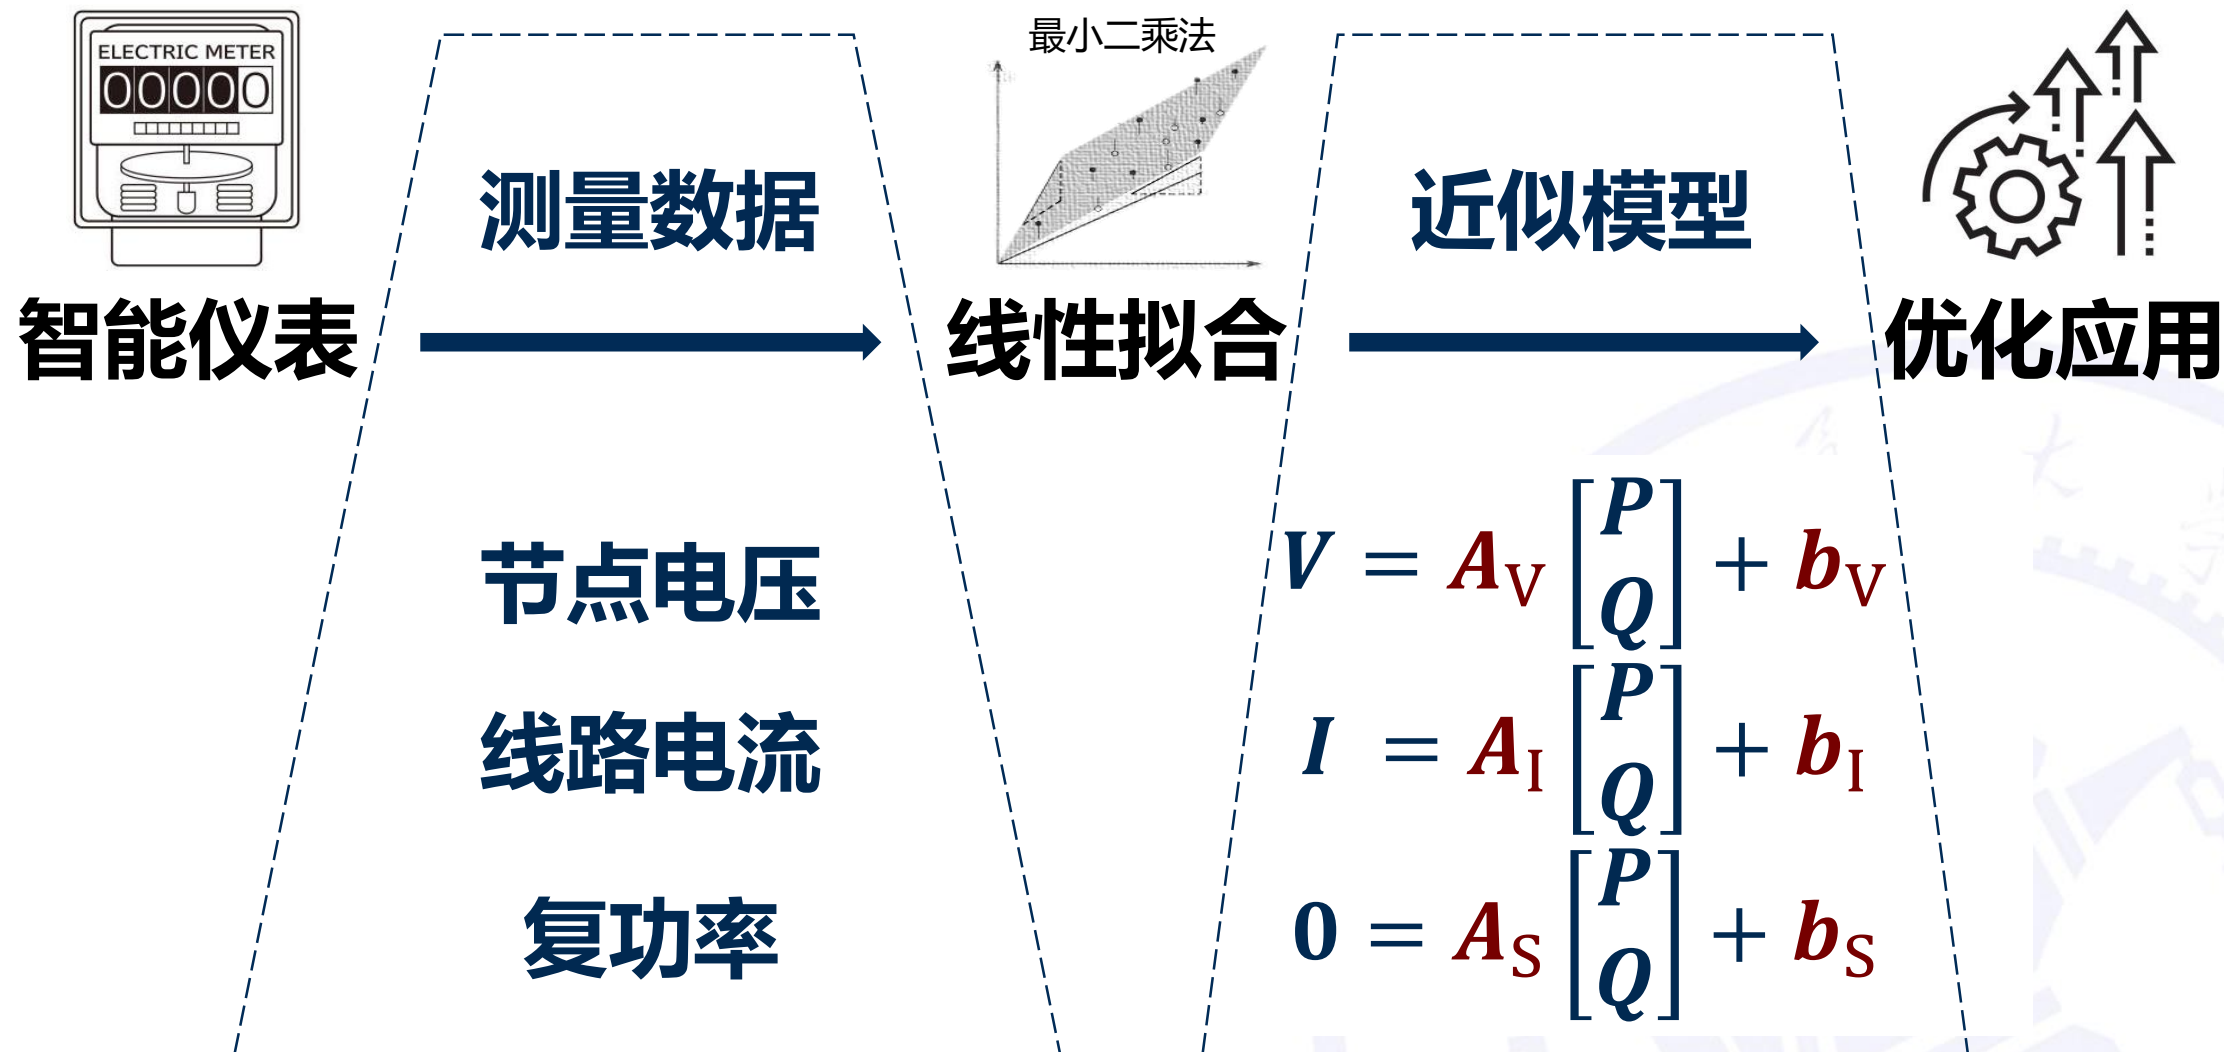 ELECTRIC METER
00000
智能仪表
测量数据
节点电压
线路电流
复功率
最小二乘法
线性拟合
近似模型
V = A_V [P Q] + b_V
I = A_I [P Q] + b_I
0 = A_S [P Q] + b_S
优化应用